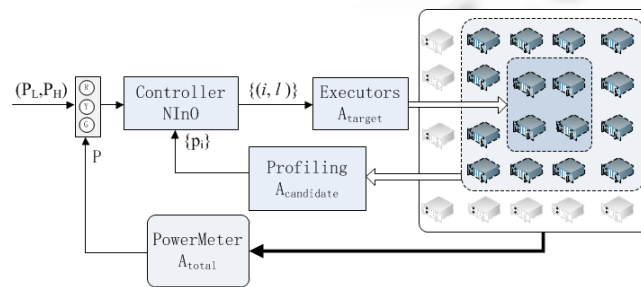 (P_L,P_H)
R
Y
G
P
Controller
NInO
{(i, l)}
{p_i}
Executors
A_target
Profiling
A_candidate
PowerMeter
A_total